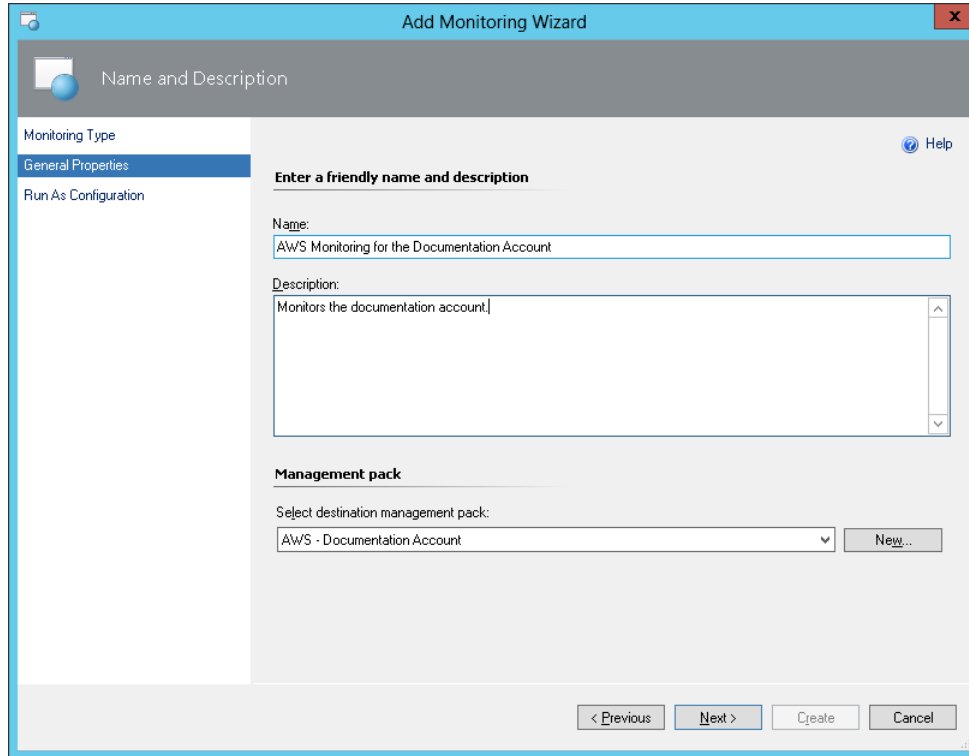 Add Monitoring Wizard
x
Name and Description
Monitoring Type
General Properties
Run As Configuration
Help
Enter a friendly name and description
Name:
AWS Monitoring for the Documentation Account
Description:
Monitors the documentation account.
Management pack
Select destination management pack:
AWS - Documentation Account
New...
< Previous
Next >
Create
Cancel